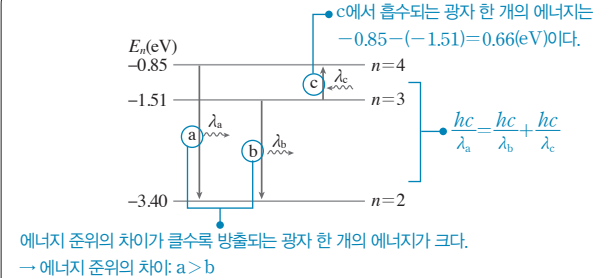 c에서 흡수되는 광자 한 개의 에너지는
−0.85−(−1.51)=0.66(eV)이다.
Eₙ(eV)
−0.85 n=4
c λc
−1.51 n=3
a λa
b λb
hc/λa = hc/λb + hc/λc
−3.40 n=2
에너지 준위의 차이가 클수록 방출되는 광자 한 개의 에너지가 크다.
→ 에너지 준위의 차이: a>b